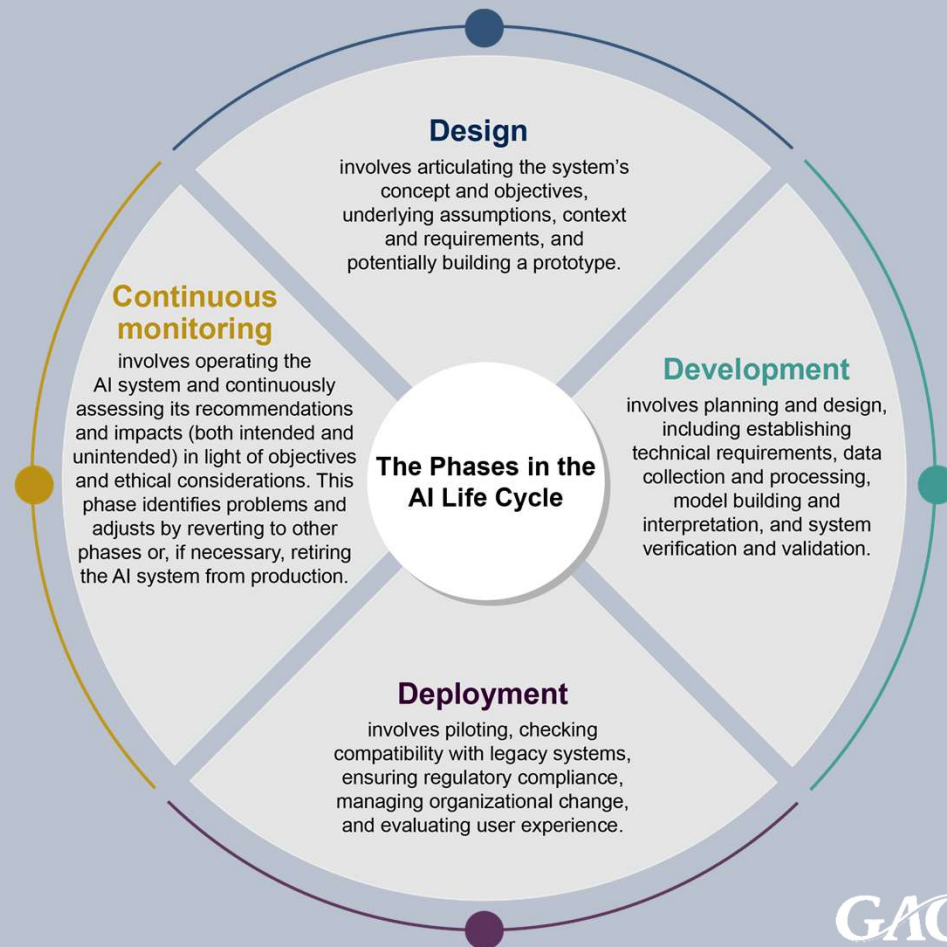 Design
involves articulating the system's
concept and objectives,
underlying assumptions, context
and requirements, and
potentially building a prototype.
Continuous
monitoring
involves operating the
AI system and continuously
assessing its recommendations
and impacts (both intended and
unintended) in light of objectives
and ethical considerations. This
phase identifies problems and
adjusts by reverting to other
phases or, if necessary, retiring
the AI system from production.
The Phases in the
AI Life Cycle
Development
involves planning and design,
including establishing
technical requirements, data
collection and processing,
model building and
interpretation, and system
verification and validation.
Deployment
involves piloting, checking
compatibility with legacy systems,
ensuring regulatory compliance,
managing organizational change,
and evaluating user experience.
GAO